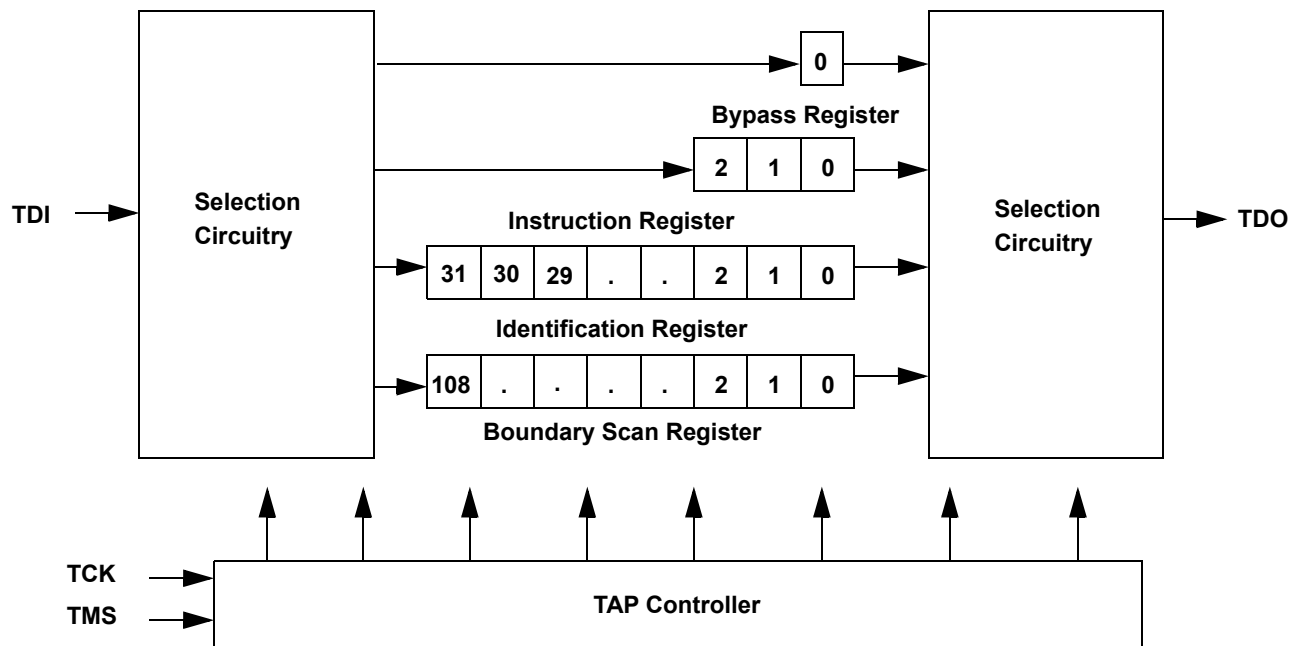 0
Bypass Register
2 1 0
TDI
Selection
Circuitry
Selection
Circuitry
TDO
Instruction Register
31 30 29 . . 2 1 0
Identification Register
108 . . . . 2 1 0
Boundary Scan Register
TCK
TMS
TAP Controller